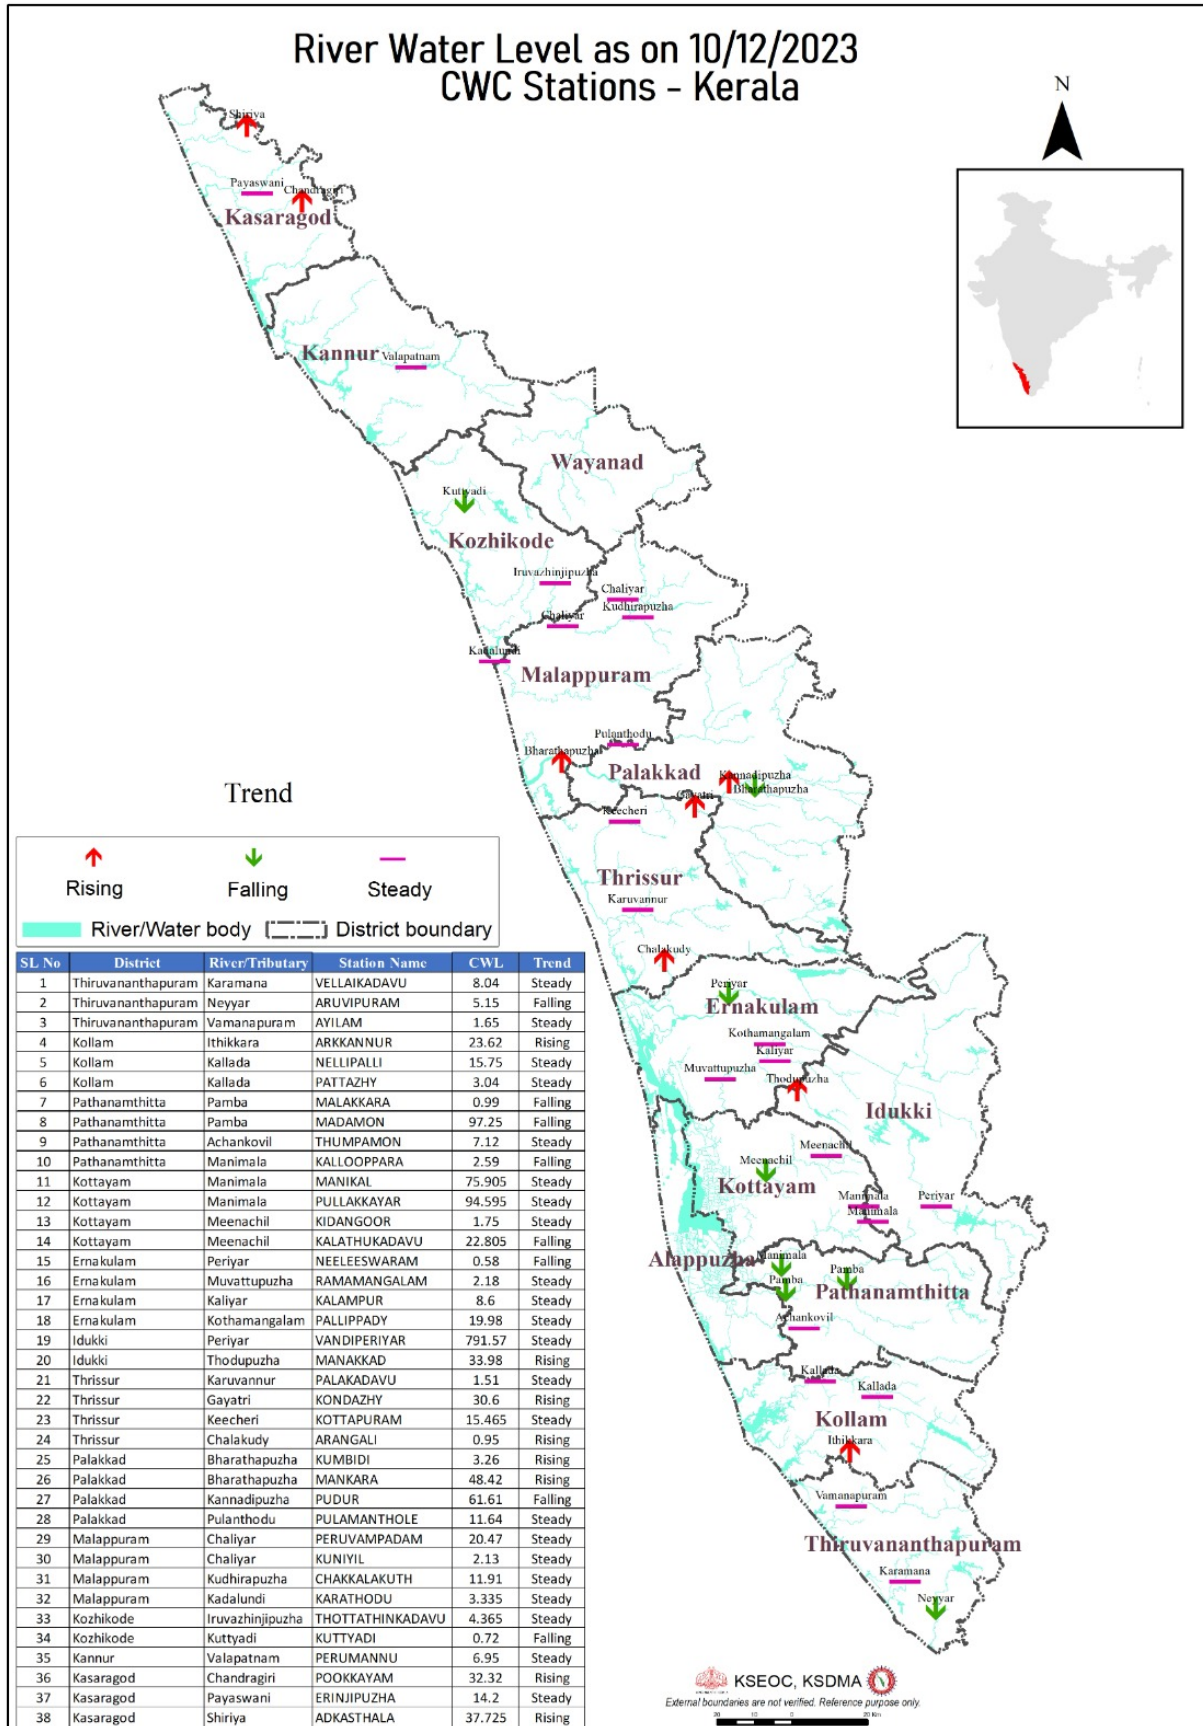 River Water Level as on 10/12/2023
CWC Stations - Kerala
N
Shiriya
Payaswani
Chandragiri
Kasaragod
Kannur
Valapatnam
Wayanad
Kuttyadi
Kozhikode
Iruvazhinjipuzha
Chaliyar
Kudhirapuzha
Chaliyar
Kadalundi
Malappuram
Pulanthodu
Bharathapuzha
Palakkad
Kannadipuzha
Bharathapuzha
Gayatri
Keecheri
Thrissur
Karuvannur
Chalakudy
Periyar
Ernakulam
Kothamangalam
Kaliyar
Muvattupuzha
Thodupuzha
Idukki
Meenachil
Meenachil
Kottayam
Manimala
Periyar
Manimala
Alappuzha
Manimala
Pamba
Pamba
Pathanamthitta
Achankovil
Kallada
Kallada
Kollam
Ithikkara
Vamanapuram
Thiruvananthapuram
Karamana
Neyyar
Trend
Rising Falling Steady
River/Water body District boundary
SL No District River/Tributary Station Name CWL Trend
1 Thiruvananthapuram Karamana VELLAIKADAVU 8.04 Steady
2 Thiruvananthapuram Neyyar ARUVIPURAM 5.15 Falling
3 Thiruvananthapuram Vamanapuram AYILAM 1.65 Steady
4 Kollam Ithikkara ARKKANNUR 23.62 Rising
5 Kollam Kallada NELLIPALLI 15.75 Steady
6 Kollam Kallada PATTAZHY 3.04 Steady
7 Pathanamthitta Pamba MALAKKARA 0.99 Falling
8 Pathanamthitta Pamba MADAMON 97.25 Falling
9 Pathanamthitta Achankovil THUMPAMON 7.12 Steady
10 Pathanamthitta Manimala KALLOOPPARA 2.59 Falling
11 Kottayam Manimala MANIKAL 75.905 Steady
12 Kottayam Manimala PULLAKKAYAR 94.595 Steady
13 Kottayam Meenachil KIDANGOOR 1.75 Steady
14 Kottayam Meenachil KALATHUKADAVU 22.805 Falling
15 Ernakulam Periyar NEELEESWARAM 0.58 Falling
16 Ernakulam Muvattupuzha RAMAMANGALAM 2.18 Steady
17 Ernakulam Kaliyar KALAMPUR 8.6 Steady
18 Ernakulam Kothamangalam PALLIPPADY 19.98 Steady
19 Idukki Periyar VANDIPERIYAR 791.57 Steady
20 Idukki Thodupuzha MANAKKAD 33.98 Rising
21 Thrissur Karuvannur PALAKADAVU 1.51 Steady
22 Thrissur Gayatri KONDAZHY 30.6 Rising
23 Thrissur Keecheri KOTTAPURAM 15.465 Steady
24 Thrissur Chalakudy ARANGALI 0.95 Rising
25 Palakkad Bharathapuzha KUMBIDI 3.26 Rising
26 Palakkad Bharathapuzha MANKARA 48.42 Rising
27 Palakkad Kannadipuzha PUDUR 61.61 Falling
28 Palakkad Pulanthodu PULAMANTHOLE 11.64 Steady
29 Malappuram Chaliyar PERUVAMPADAM 20.47 Steady
30 Malappuram Chaliyar KUNIYIL 2.13 Steady
31 Malappuram Kudhirapuzha CHAKKALAKUTH 11.91 Steady
32 Malappuram Kadalundi KARATHODU 3.335 Steady
33 Kozhikode Iruvazhinjipuzha THOTTATHINKADAVU 4.365 Steady
34 Kozhikode Kuttyadi KUTTYADI 0.72 Falling
35 Kannur Valapatnam PERUMANNU 6.95 Steady
36 Kasaragod Chandragiri POOKKAYAM 32.32 Rising
37 Kasaragod Payaswani ERINJIPUZHA 14.2 Steady
38 Kasaragod Shiriya ADKASTHALA 37.725 Rising
KSEOC, KSDMA
External boundaries are not verified. Reference purpose only.
20 10 0 20 Km